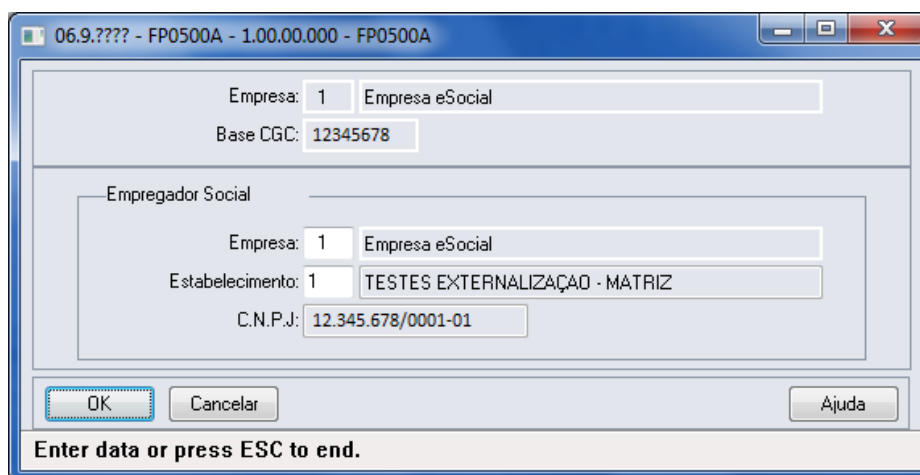 06.9.???? - FP0500A - 1.00.00.000 - FP0500A
Empresa: 1 Empresa eSocial
Base CGC: 12345678
Empregador Social
Empresa: 1 Empresa eSocial
Estabelecimento: 1 TESTES EXTERNALIZAÇAO - MATRIZ
C.N.P.J: 12.345.678/0001-01
OK Cancelar Ajuda
Enter data or press ESC to end.